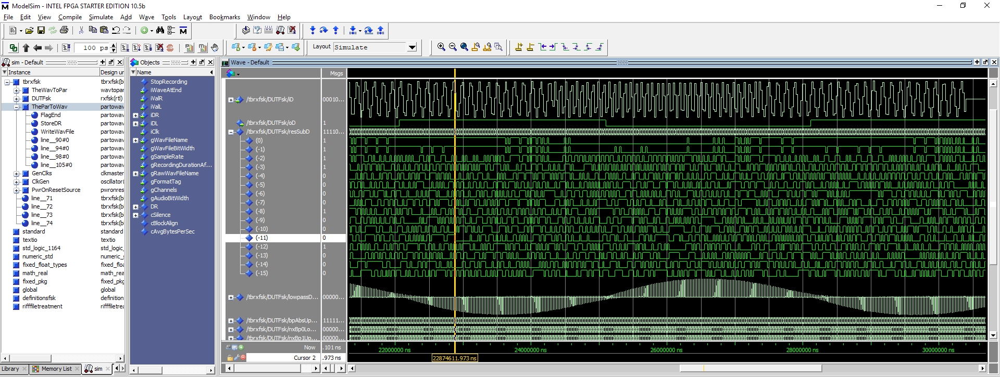 ModelSim - INTEL FPGA STARTER EDITION 10.5b
File Edit View Compile Simulate Add Wave Tools Layout Bookmarks Window Help
100 ps
Layout Simulate
sim - Default
Instance Design un
tbrxfsk tbrxfsk(b
TheWavToPar wavtopar
DUTFsk rxfsk(rtl)
TheParToWav partowav
FlagEnd partowav
StoreDR partowav
WriteWavFile partowav
line__90#0 partowav
line__94#0 partowav
line__98#0 partowav
line__105#0 partowav
GenClks clkmaster
ClkGen oscillator(
PwrOnResetSource pwronres
line__71 tbrxfsk(b
line__72 tbrxfsk(b
line__73 tbrxfsk(b
line__74 tbrxfsk(b
standard standard
textio textio
std_logic_1164 std_logic_
numeric_std numeric_s
fixed_float_types fixed_floa
math_real math_real
fixed_pkg fixed_pkg
global global
definitionsfsk definition
rifffiletreatment rifffiletrea
Library Memory List sim
Objects
Name
StopRecording
iWaveAtEnd
iValR
iValL
iDR
iDL
iClk
gWavFileName
gWavFileBitWidth
gSampleRate
gRecordingDurationAf...
gRawWavFileName
gFormatTag
gChannels
gAudioBitWidth
DR
cSilence
cBlockAlign
cAvgBytesPerSec
Wave - Default
Msgs
/tbrxfsk/DUTFsk/iD 00010...
/tbrxfsk/DUTFsk/oD 1
/tbrxfsk/DUTFsk/resSubD 11110...
(0) 1
(-1) 1
(-2) 1
(-3) 1
(-4) 0
(-5) 0
(-6) 0
(-7) 0
(-8) 1
(-9) 0
(-10) 0
(-11) 0
(-12) 1
(-13) 0
(-14) 0
(-15) 0
/tbrxfsk/DUTFsk/lowpassD... 00000...
/tbrxfsk/DUTFsk/bpAbsUp... 11111...
/tbrxfsk/DUTFsk/nxBp0Lo... 00000...
/tbrxfsk/DUTFsk/nxBp1Up... 00000...
Now .101 ns
Cursor 2 .973 ns
22000000 ns 24000000 ns 26000000 ns 28000000 ns 30000000 ns
22874611.973 ns